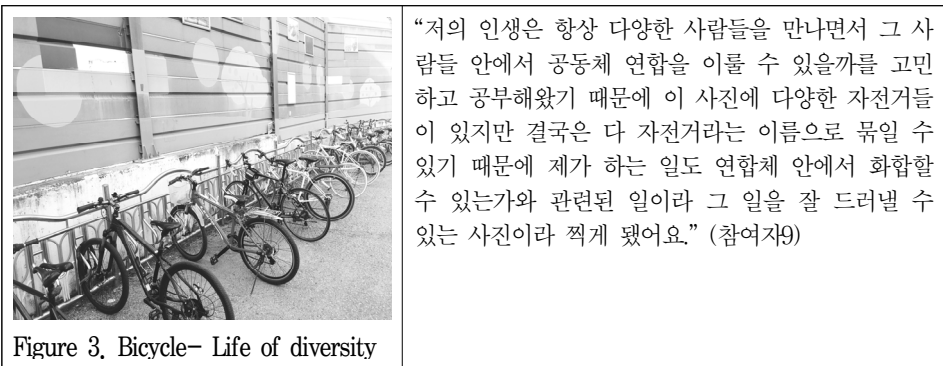 Figure 3. Bicycle- Life of diversity
“저의 인생은 항상 다양한 사람들을 만나면서 그 사
람들 안에서 공동체 연합을 이룰 수 있을까를 고민
하고 공부해왔기 때문에 이 사진에 다양한 자전거들
이 있지만 결국은 다 자전거라는 이름으로 묶일 수
있기 때문에 제가 하는 일도 연합체 안에서 화합할
수 있는가와 관련된 일이라 그 일을 잘 드러낼 수
있는 사진이라 찍게 됐어요.” (참여자9)